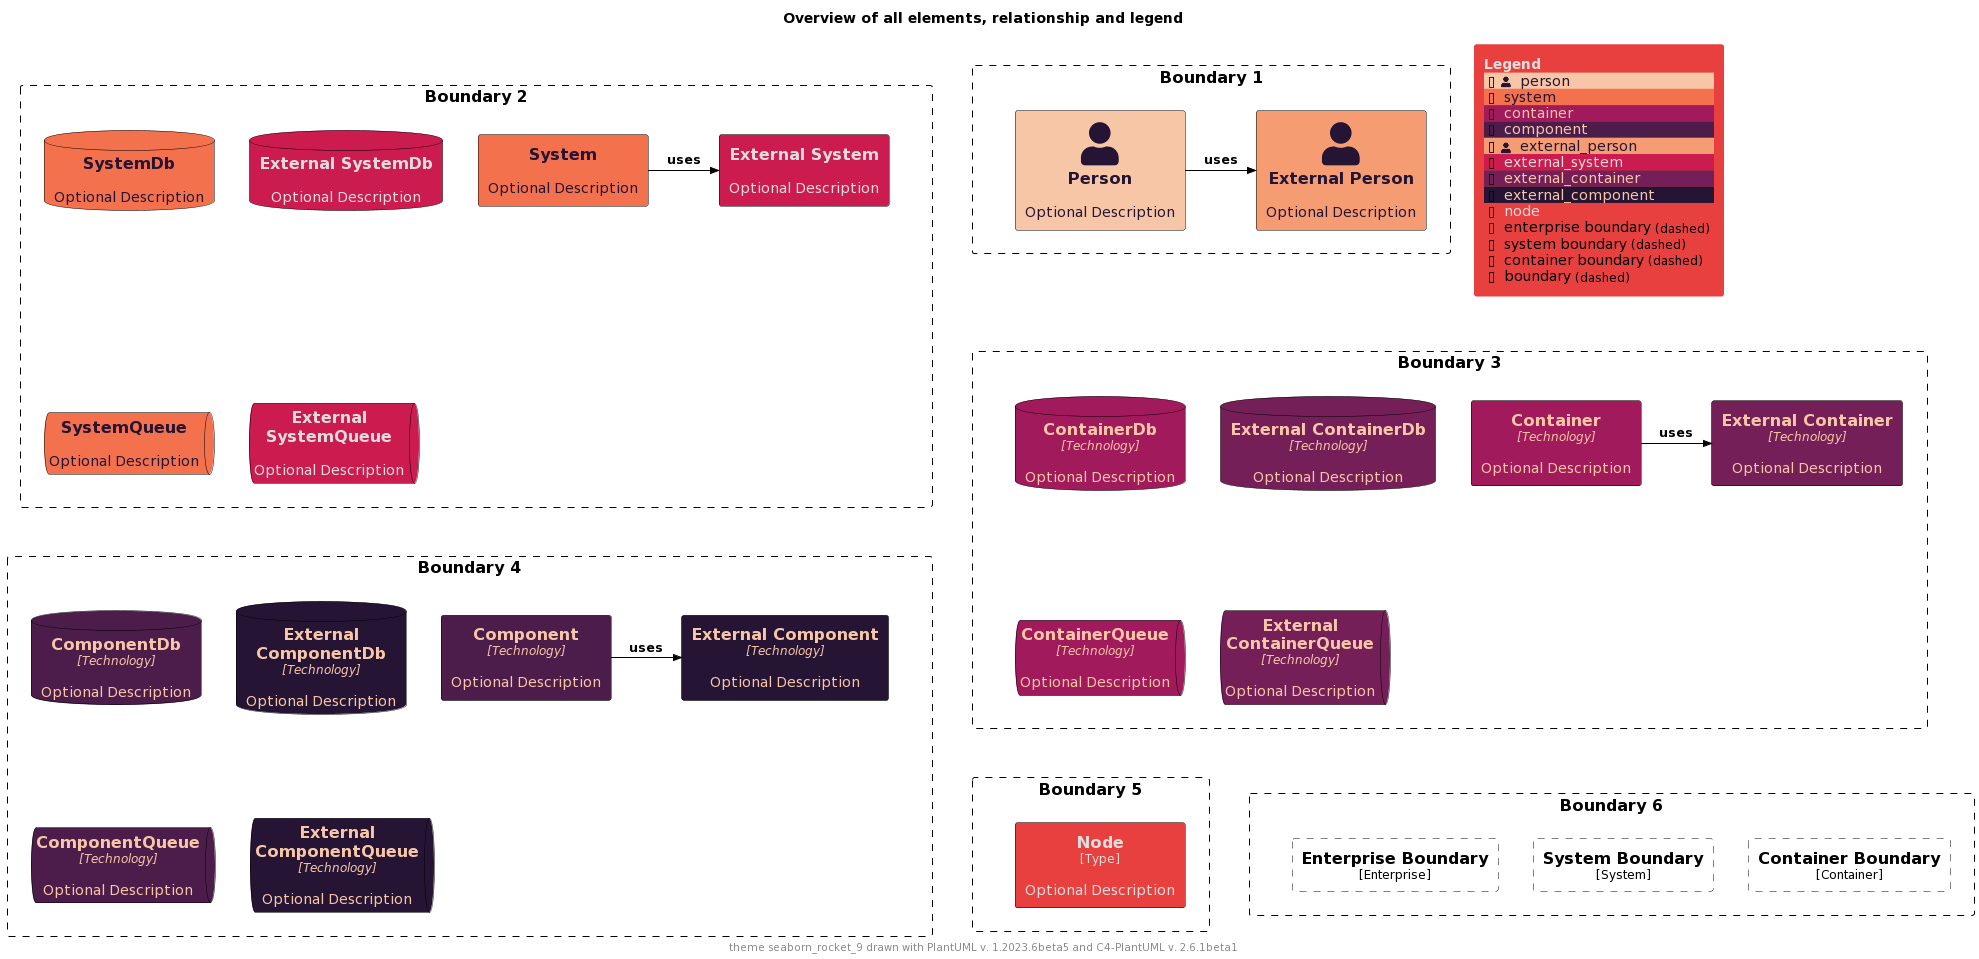 Overview of all elements, relationship and legend
Boundary 2
SystemDb
Optional Description
External SystemDb
Optional Description
System
Optional Description
uses
External System
Optional Description
SystemQueue
Optional Description
External
SystemQueue
Optional Description
Boundary 1
Person
Optional Description
uses
External Person
Optional Description
Legend
person
system
container
component
external_person
external_system
external_container
external_component
node
enterprise boundary (dashed)
system boundary (dashed)
container boundary (dashed)
boundary (dashed)
Boundary 3
ContainerDb
[Technology]
Optional Description
External ContainerDb
[Technology]
Optional Description
Container
[Technology]
Optional Description
uses
External Container
[Technology]
Optional Description
ContainerQueue
[Technology]
Optional Description
External
ContainerQueue
[Technology]
Optional Description
Boundary 4
ComponentDb
[Technology]
Optional Description
External
ComponentDb
[Technology]
Optional Description
Component
[Technology]
Optional Description
uses
External Component
[Technology]
Optional Description
ComponentQueue
[Technology]
Optional Description
External
ComponentQueue
[Technology]
Optional Description
Boundary 5
Node
[Type]
Optional Description
Boundary 6
Enterprise Boundary
[Enterprise]
System Boundary
[System]
Container Boundary
[Container]
theme seaborn_rocket_9 drawn with PlantUML v. 1.2023.6beta5 and C4-PlantUML v. 2.6.1beta1